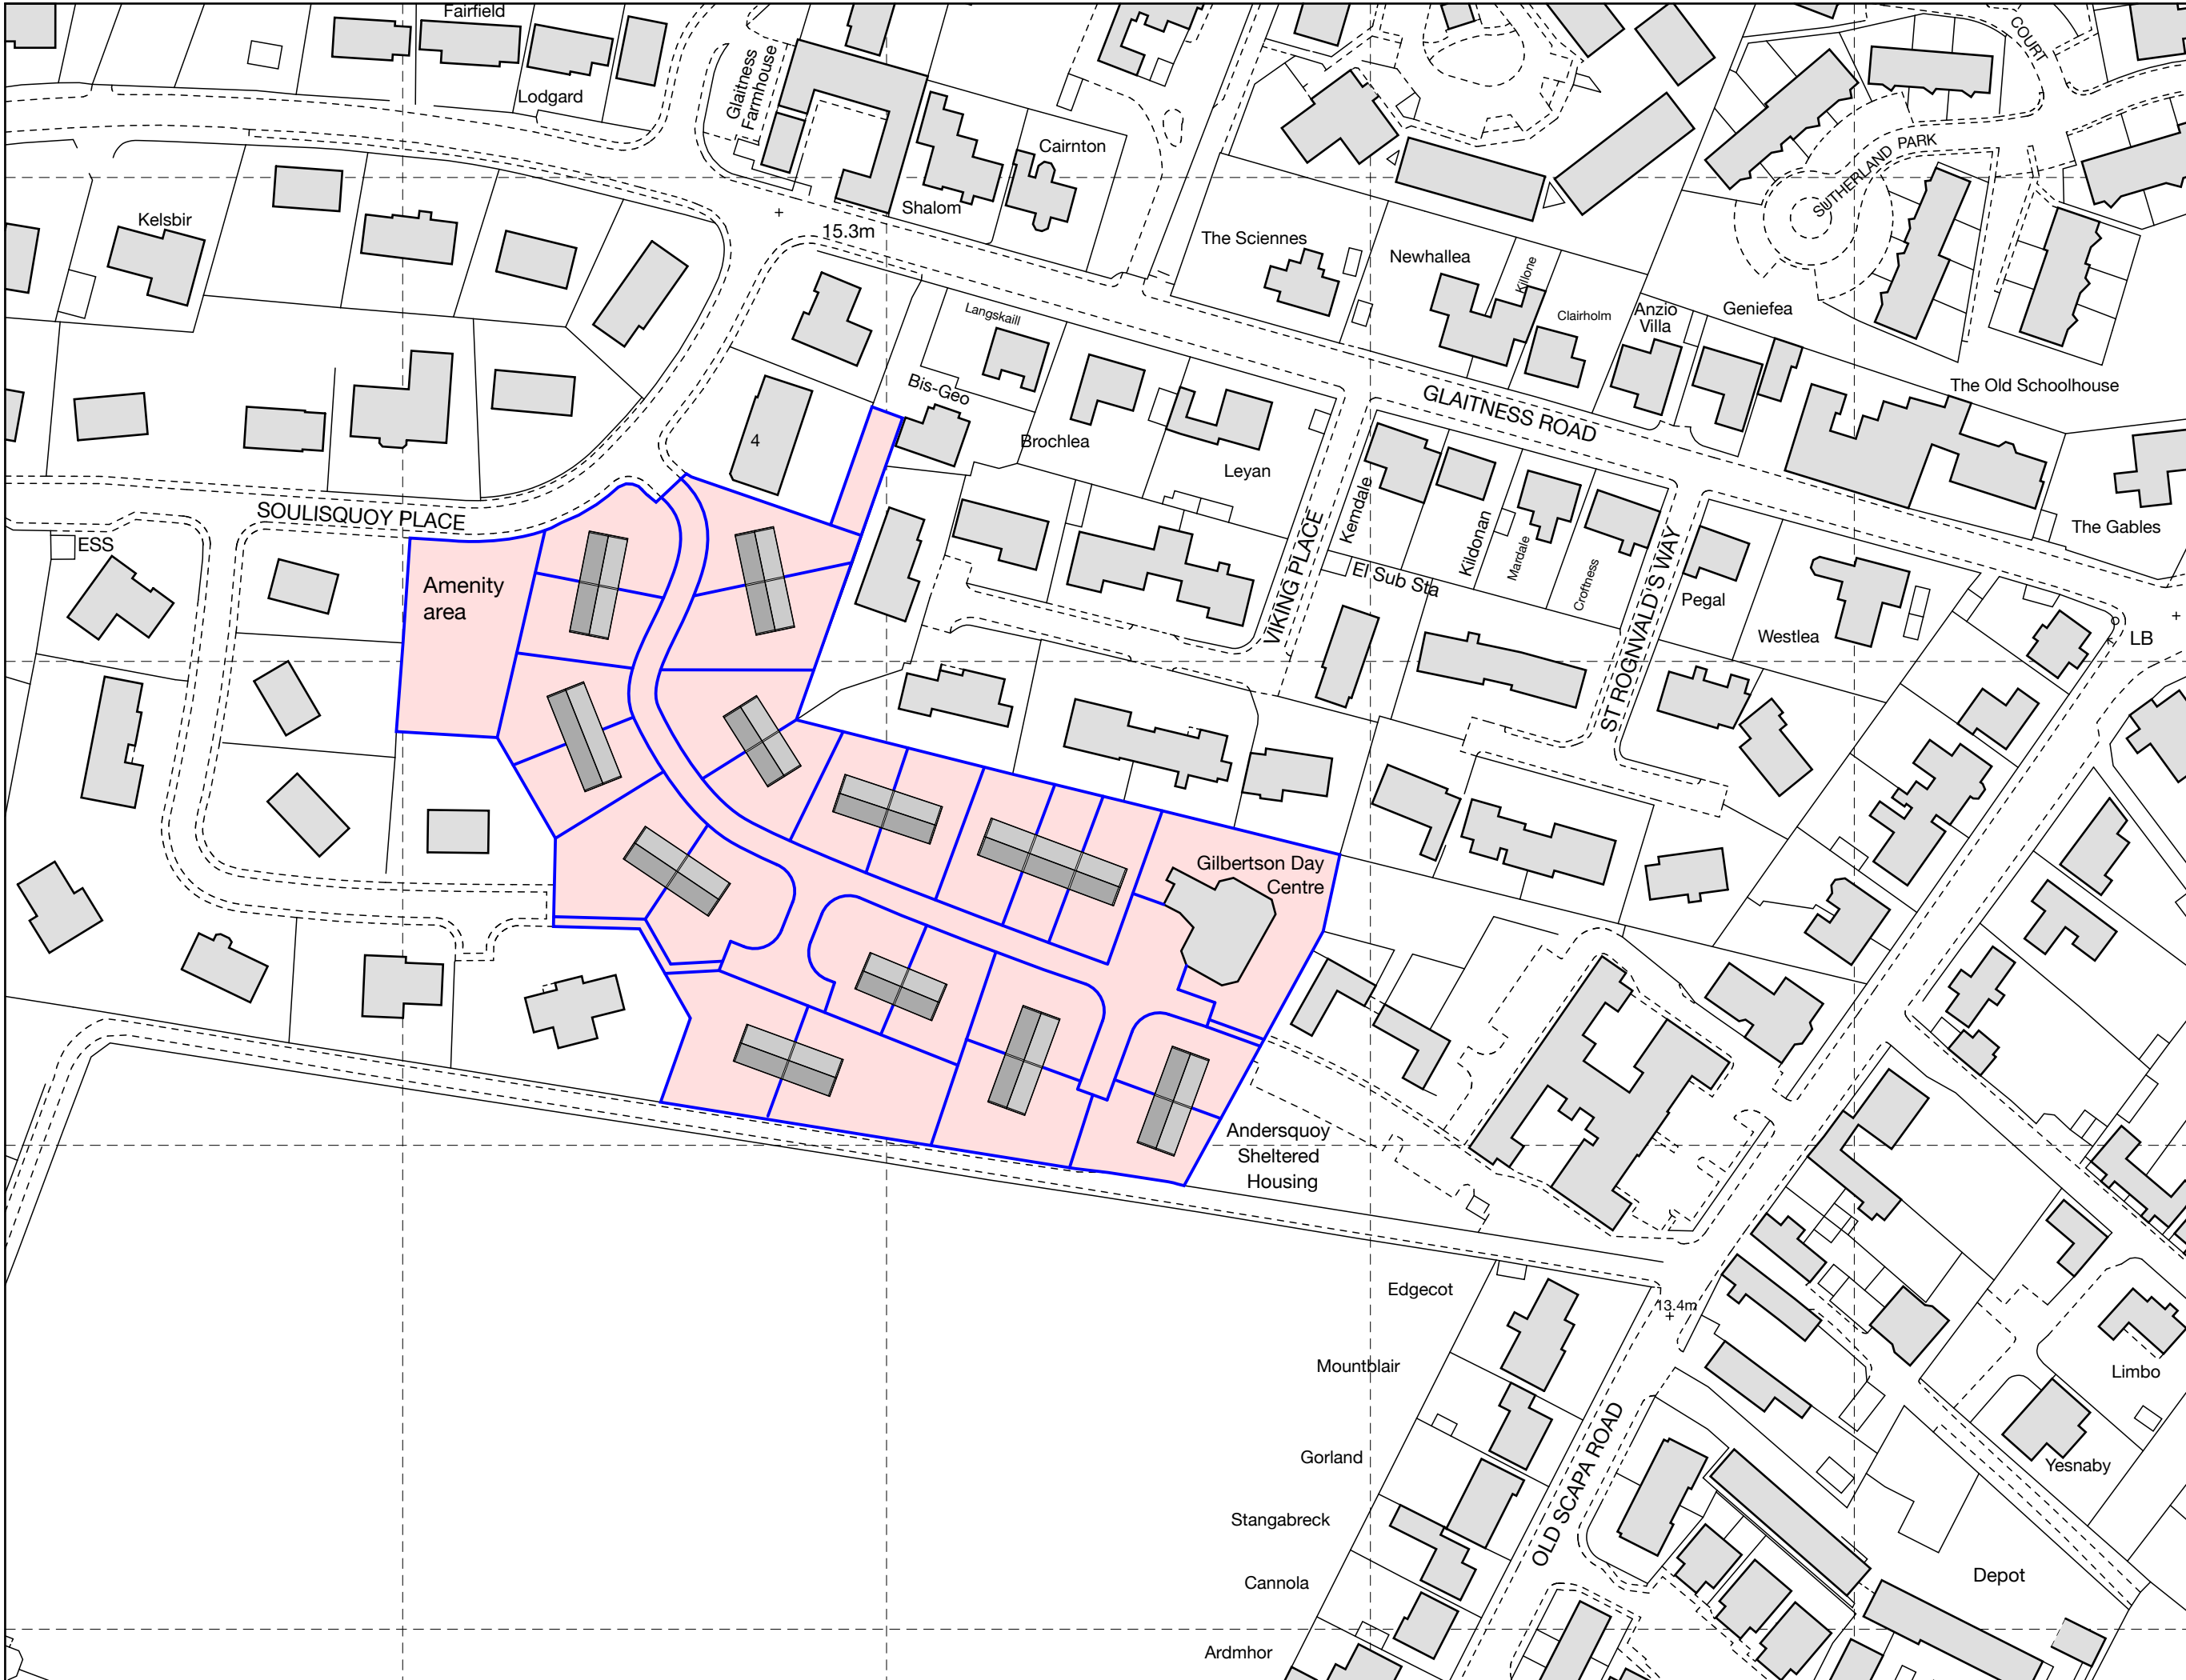 Fairfield
Lodgard
Glaitness
Farmhouse
COURT
Cairnton
SUTHERLAND PARK
Kelsbir
Shalom
15.3m
The Sciennes
Newhallea
Killone
Langskaill
Clairholm
Anzio
Villa
Geniefea
Bis-Geo
The Old Schoolhouse
GLAITNESS ROAD
4
Brochlea
Leyan
Kemdale
Kildonan
Mardale
Croftness
SOULISQUOY PLACE
The Gables
ESS
VIKING PLACE
El Sub Sta
ST ROGNVALD'S WAY
Amenity
area
Pegal
Westlea
LB
Gilbertson Day
Centre
Andersquoy
Sheltered
Housing
Edgecot
13.4m
Mountblair
Limbo
OLD SCAPA ROAD
Gorland
Yesnaby
Stangabreck
Cannola
Depot
Ardmhor